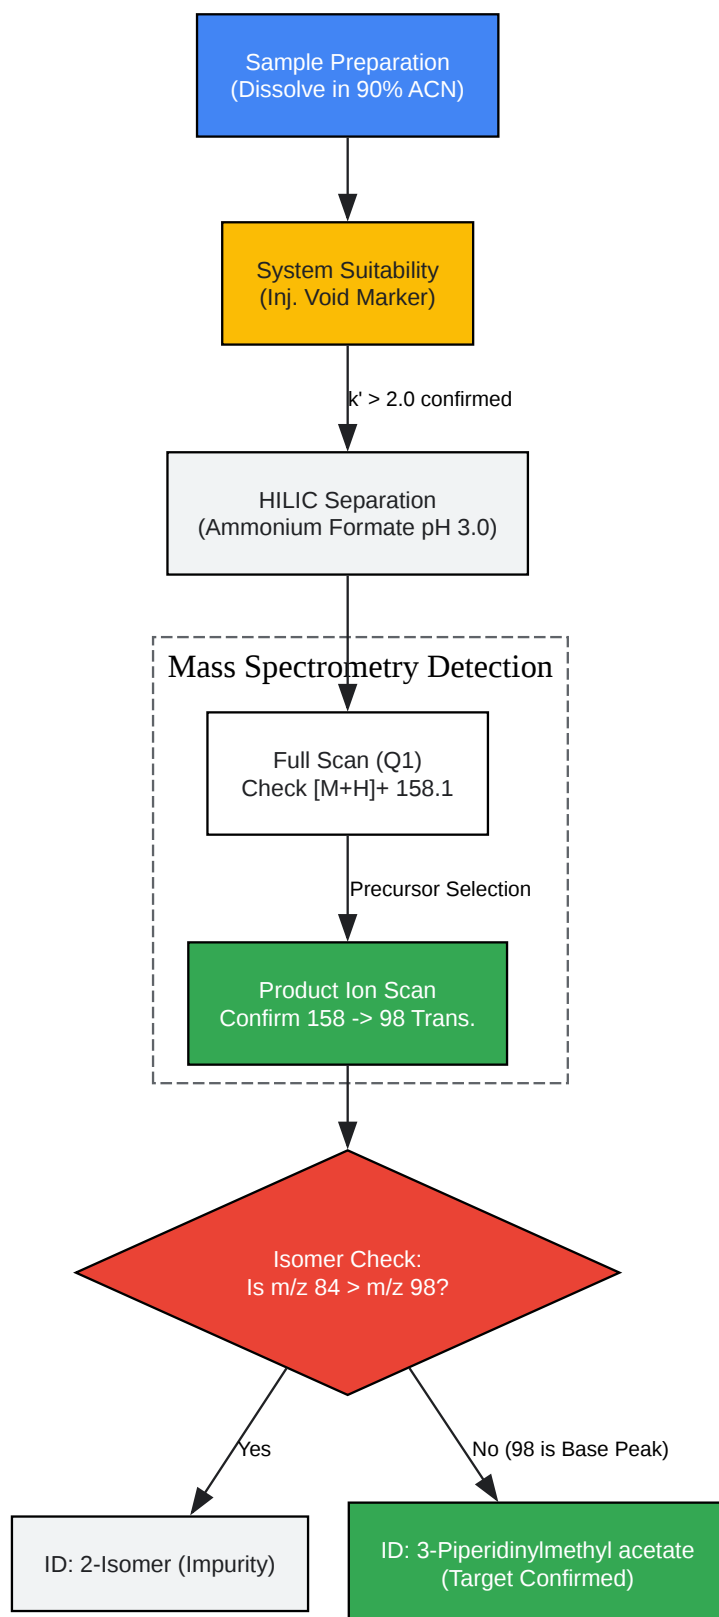 Sample Preparation
(Dissolve in 90% ACN)
System Suitability
(Inj. Void Marker)
k' > 2.0 confirmed
HILIC Separation
(Ammonium Formate pH 3.0)
Mass Spectrometry Detection
Full Scan (Q1)
Check [M+H]+ 158.1
Precursor Selection
Product Ion Scan
Confirm 158 -> 98 Trans.
Isomer Check:
Is m/z 84 > m/z 98?
Yes
No (98 is Base Peak)
ID: 2-Isomer (Impurity)
ID: 3-Piperidinylmethyl acetate
(Target Confirmed)